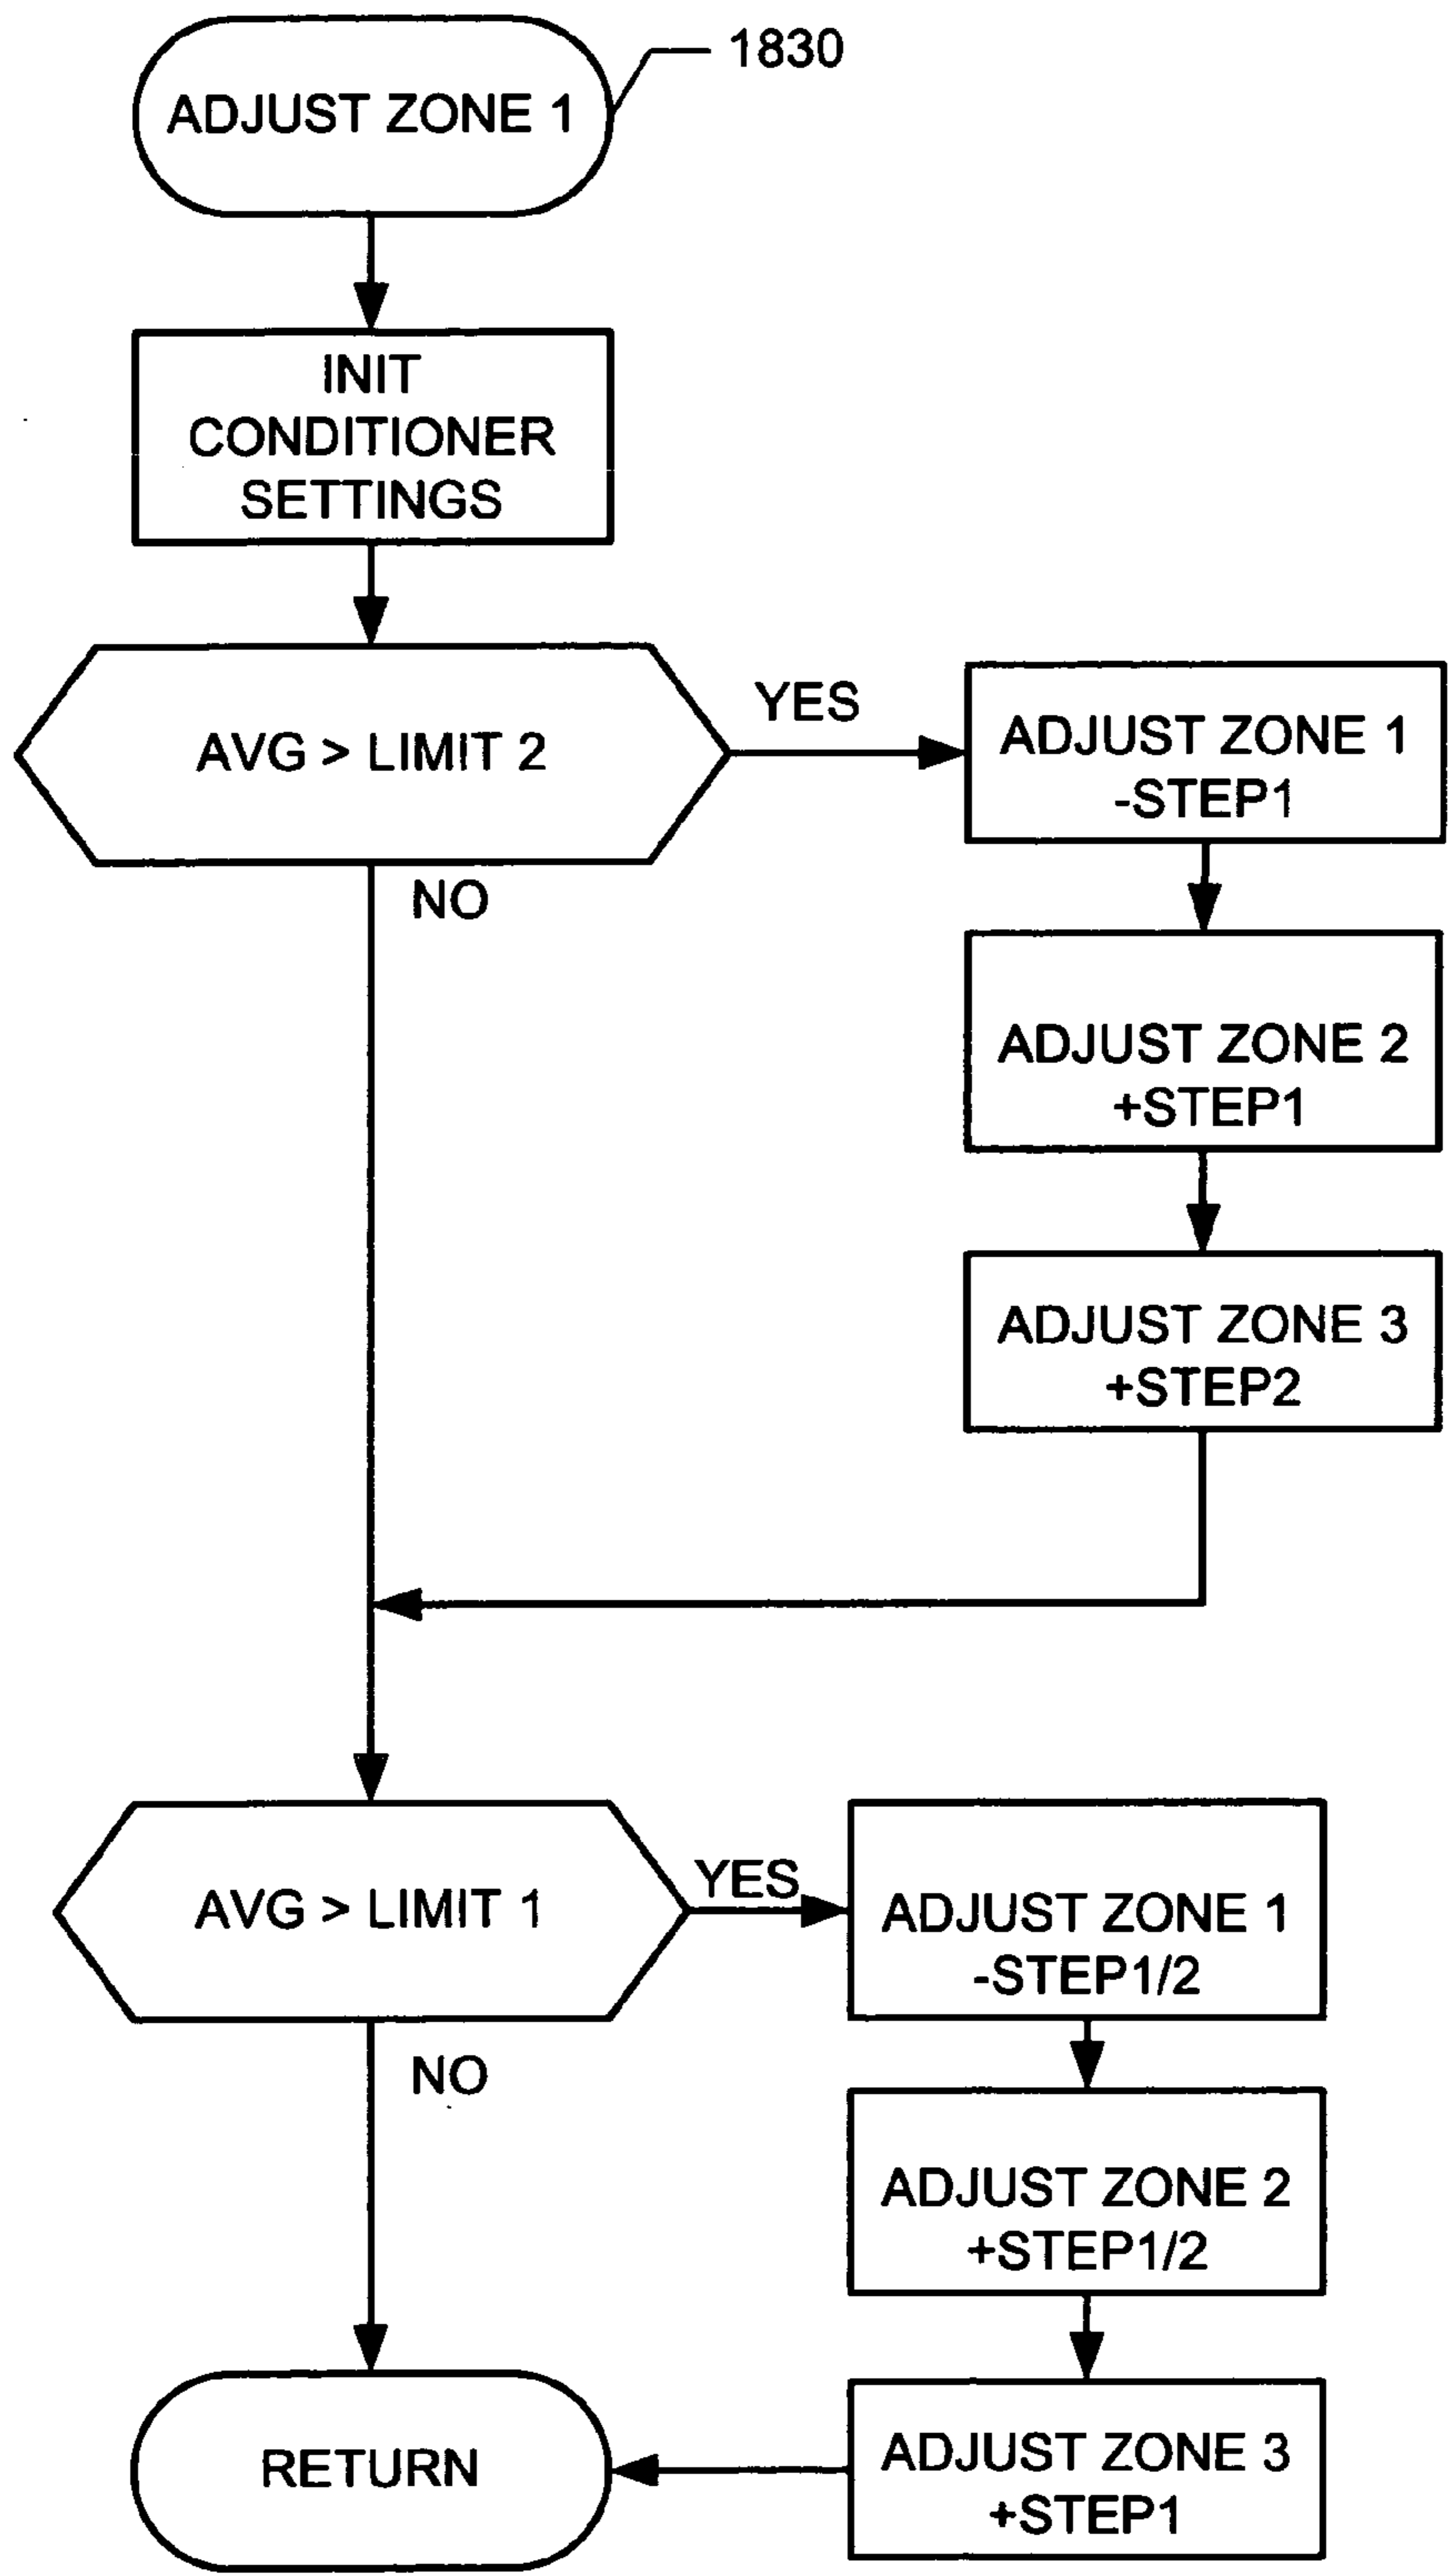 1830
ADJUST ZONE 1
INIT
CONDITIONER
SETTINGS
AVG > LIMIT 2
YES
NO
ADJUST ZONE 1
-STEP1
ADJUST ZONE 2
+STEP1
ADJUST ZONE 3
+STEP2
AVG > LIMIT 1
YES
NO
ADJUST ZONE 1
-STEP1/2
ADJUST ZONE 2
+STEP1/2
ADJUST ZONE 3
+STEP1
RETURN